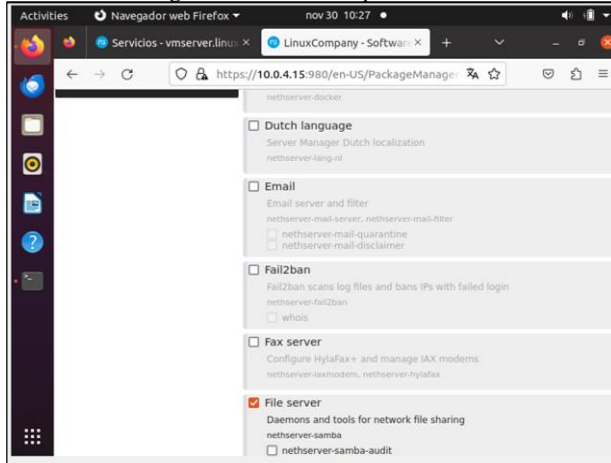 Activities
Navegador web Firefox
nov 30 10:27
Servicios - vmserver.linu
LinuxCompany - Software
https://10.0.4.15:980/en-US/PackageManager
nethserver-docker
Dutch language
Server Manager Dutch localization
nethserver-lang-nl
Email
Email server and filter
nethserver-mail-server, nethserver-mail-filter
nethserver-mail-quarantine
nethserver-mail-disclaimer
Fail2ban
Fail2ban scans log files and bans IPs with failed login
nethserver-fail2ban
whois
Fax server
Configure HylaFax+ and manage IAX modems
nethserver-iaxmodem, nethserver-hylafax
File server
Daemons and tools for network file sharing
nethserver-samba
nethserver-samba-audit